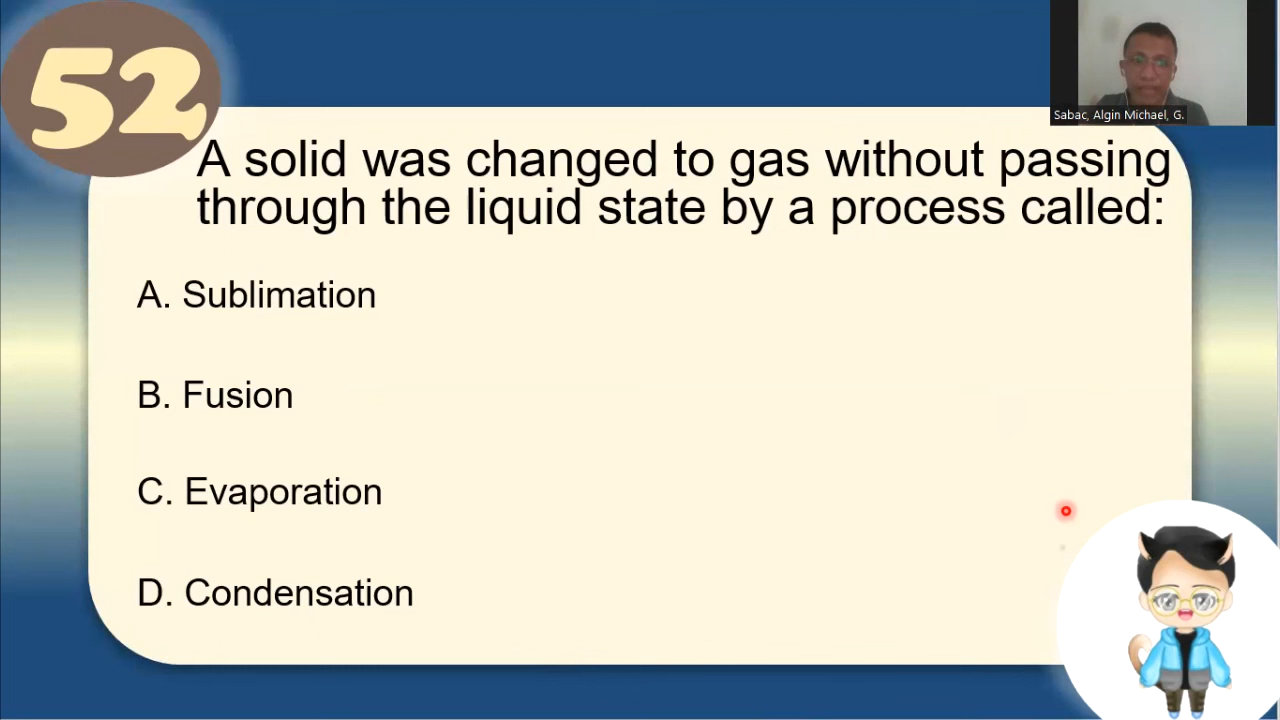 52
Sabac, Algin Michael, G.
A solid was changed to gas without passing
through the liquid state by a process called:
A. Sublimation
B. Fusion
C. Evaporation
D. Condensation